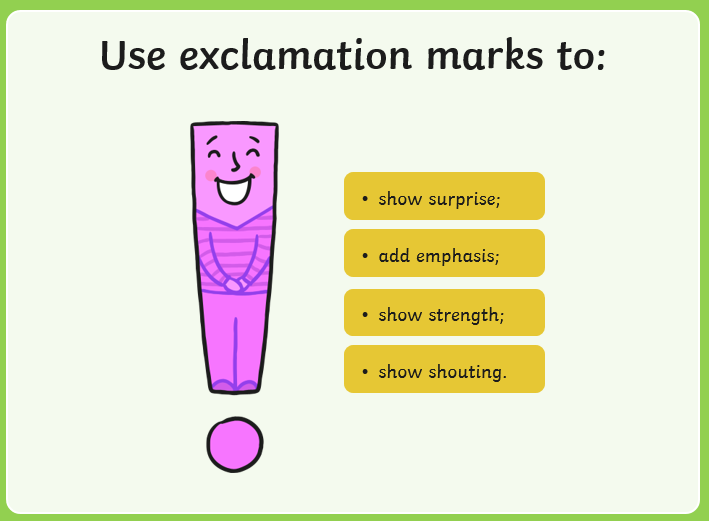 Use exclamation marks to:
• show surprise;
• add emphasis;
• show strength;
• show shouting.